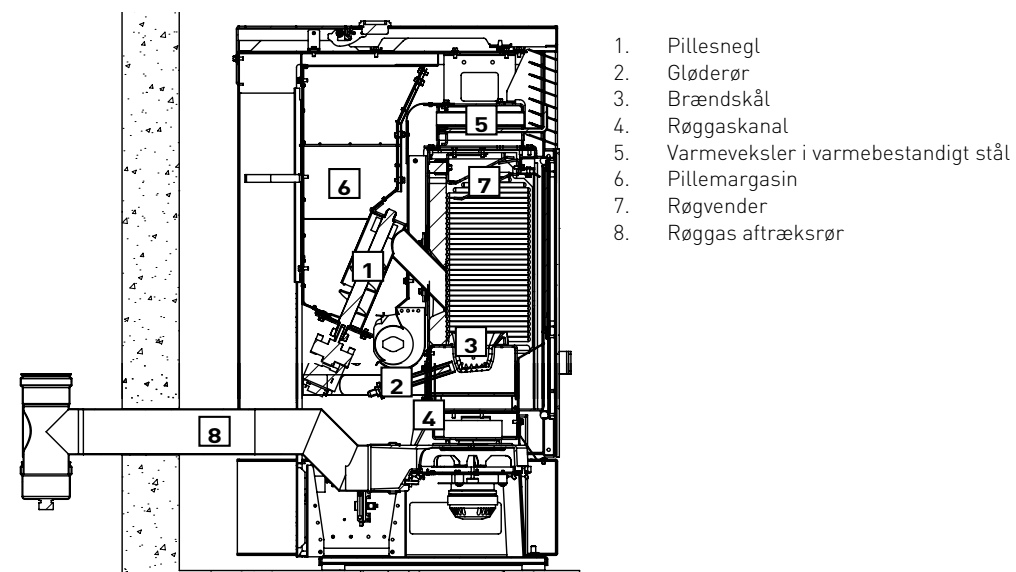 1. Pillesnegl
2. Gløderør
3. Brændskål
4. Røggaskanal
5. Varmeveksler i varmebestandigt stål
6. Pillemargasin
7. Røgvender
8. Røggas aftræksrør
5
7
6
1
3
2
4
8